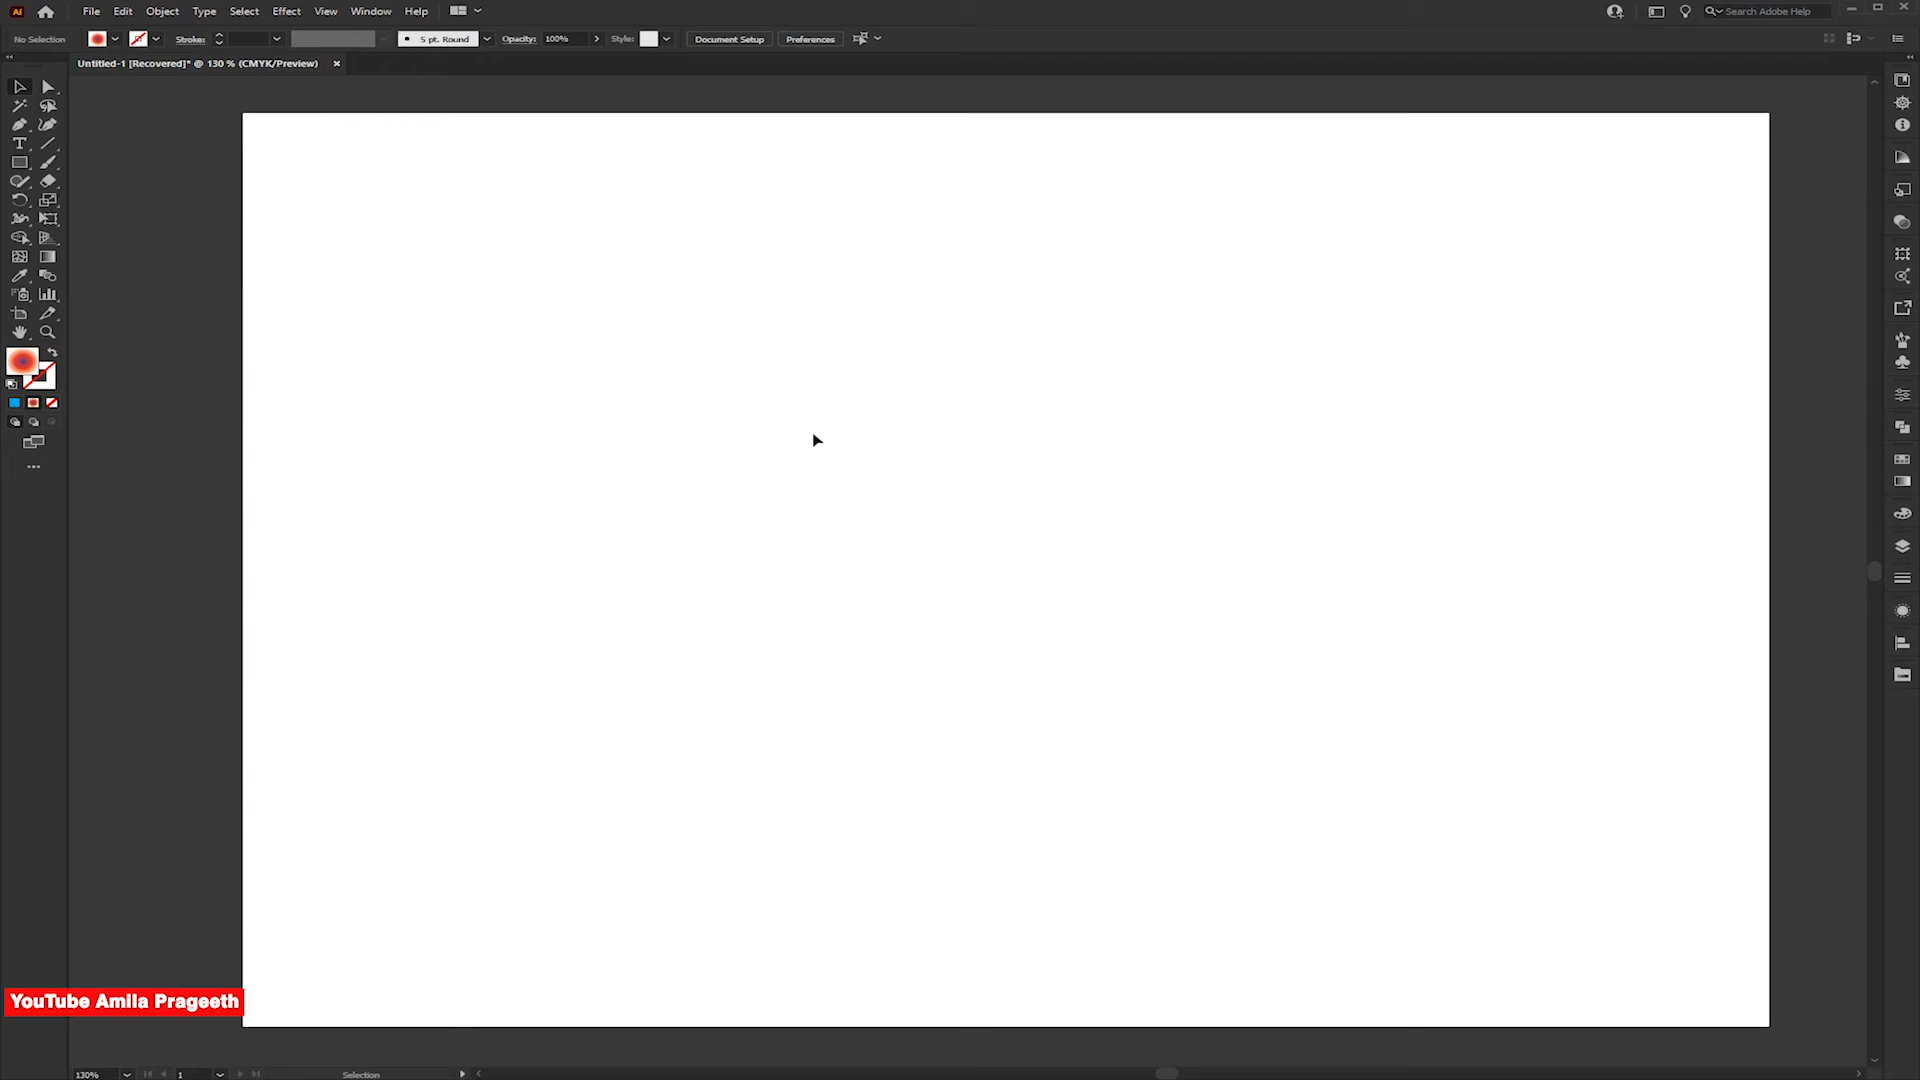 Ai File Edit Object Type Select Effect View Window Help Search Adobe Help
No Selection Stroke: 5 pt. Round Opacity: 100% Style: Document Setup Preferences
Untitled-1 [Recovered]* @ 130 % (CMYK/Preview) ×
YouTube Amila Prageeth
130% 1 Selection